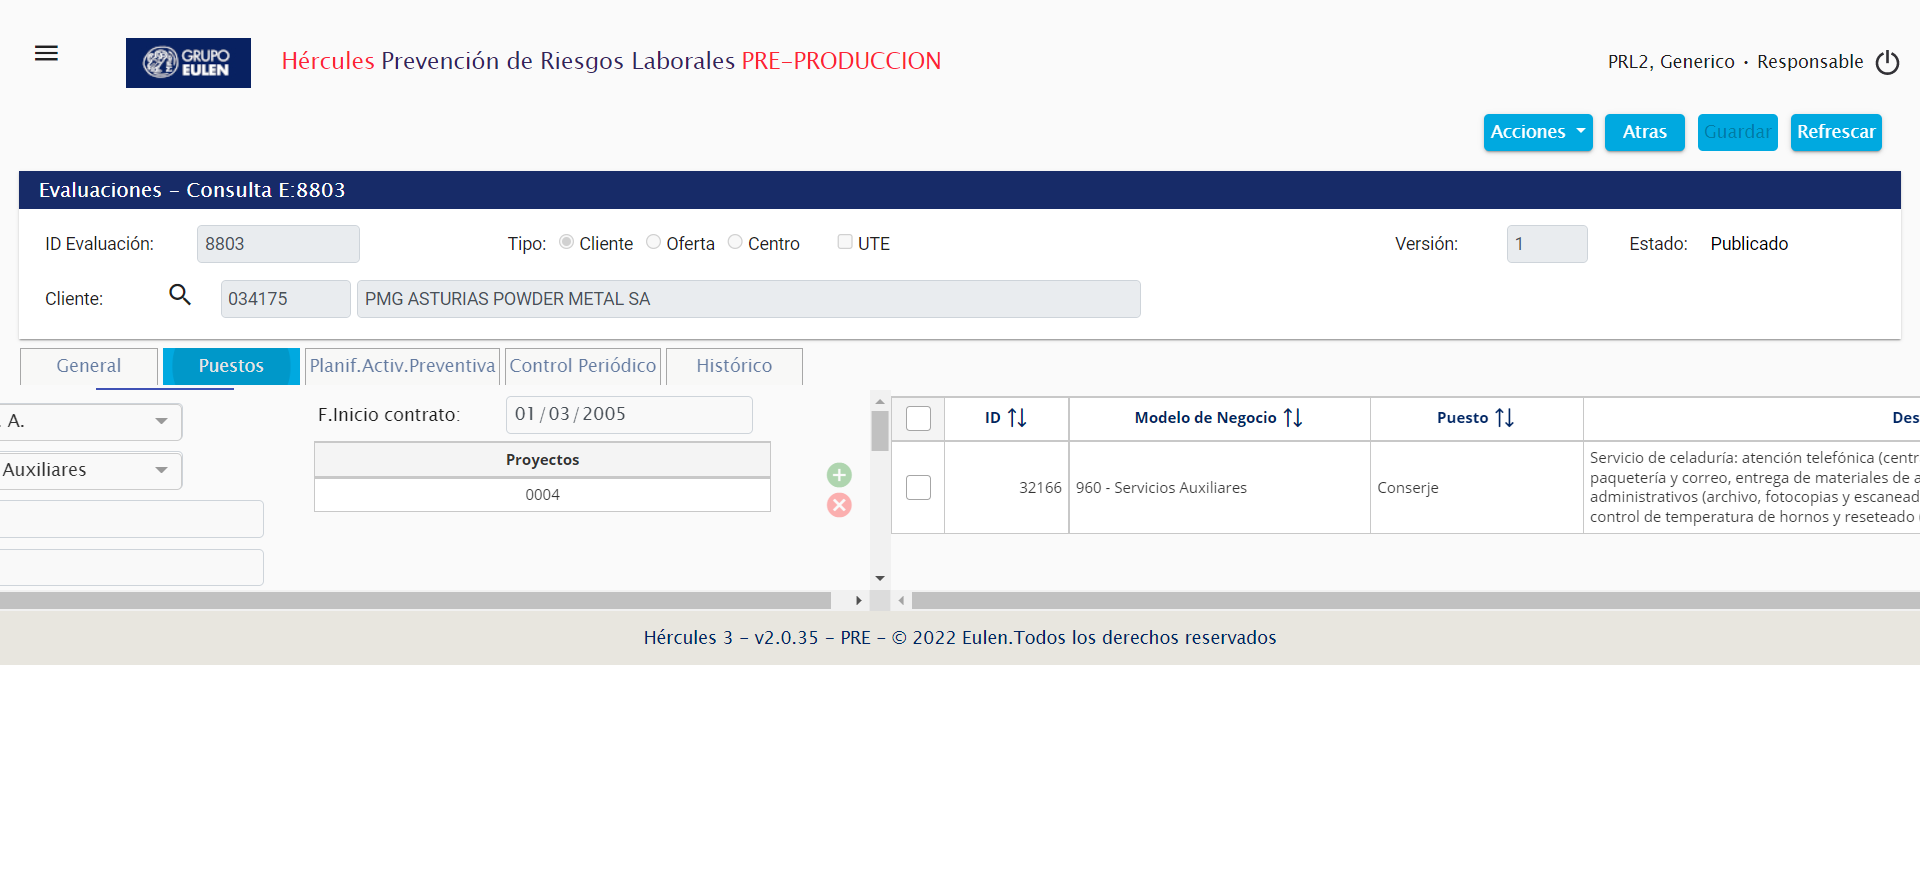 GRUPO
EULEN
Hércules Prevención de Riesgos Laborales PRE-PRODUCCION
PRL2, Generico • Responsable
Acciones Atras Guardar Refrescar
Evaluaciones - Consulta E:8803
ID Evaluación: 8803 Tipo: Cliente Oferta Centro UTE Versión: 1 Estado: Publicado
Cliente: 034175 PMG ASTURIAS POWDER METAL SA
General Puestos Planif.Activ.Preventiva Control Periódico Histórico
. A.
Auxiliares
F.Inicio contrato: 01/03/2005
Proyectos
0004
ID Modelo de Negocio Puesto Des
32166 960 - Servicios Auxiliares Conserje
Servicio de celaduría: atención telefónica (centr
paquetería y correo, entrega de materiales de a
administrativos (archivo, fotocopias y escanead
control de temperatura de hornos y reseteado
Hércules 3 - v2.0.35 - PRE - © 2022 Eulen.Todos los derechos reservados